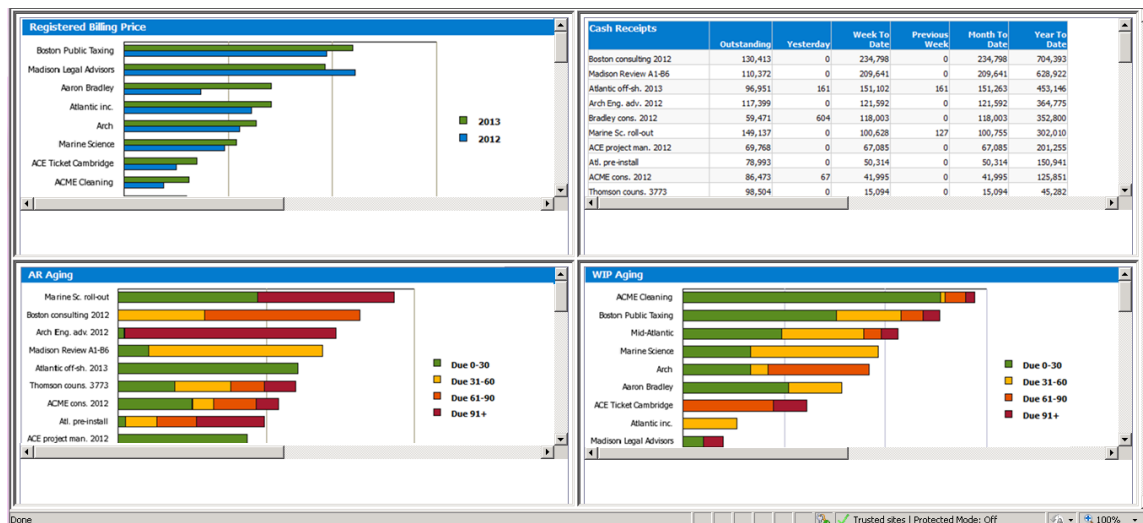 Registered Billing Price
Boston Public Taxing
Madison Legal Advisors
Aaron Bradley
Atlantic inc.
Arch
Marine Science
ACE Ticket Cambridge
ACME Cleaning
2013
2012
Cash Receipts Outstanding Yesterday Week To Date Previous Week Month To Date Year To Date
Boston consulting 2012 130,413 0 234,798 0 234,798 704,393
Madison Review A1-B6 110,372 0 209,641 0 209,641 628,922
Atlantic off-sh. 2013 96,951 161 151,102 161 151,263 453,146
Arch Eng. adv. 2012 117,399 0 121,592 0 121,592 364,775
Bradley cons. 2012 59,471 604 118,003 0 118,003 352,800
Marine Sc. roll-out 149,137 0 100,628 127 100,755 302,010
ACE project man. 2012 69,768 0 67,085 0 67,085 201,255
Atl. pre-install 78,993 0 50,314 0 50,314 150,941
ACME cons. 2012 86,473 67 41,995 0 41,995 125,851
Thomson couns. 3773 98,504 0 15,094 0 15,094 45,282
AR Aging
Marine Sc. roll-out
Boston consulting 2012
Arch Eng. adv. 2012
Madison Review A1-B6
Atlantic off-sh. 2013
Thomson couns. 3773
ACME cons. 2012
Atl. pre-install
ACE project man. 2012
Due 0-30
Due 31-60
Due 61-90
Due 91+
WIP Aging
ACME Cleaning
Boston Public Taxing
Mid-Atlantic
Marine Science
Arch
Aaron Bradley
ACE Ticket Cambridge
Atlantic inc.
Madison Legal Advisors
Due 0-30
Due 31-60
Due 61-90
Due 91+
Done Trusted sites | Protected Mode: Off 100%